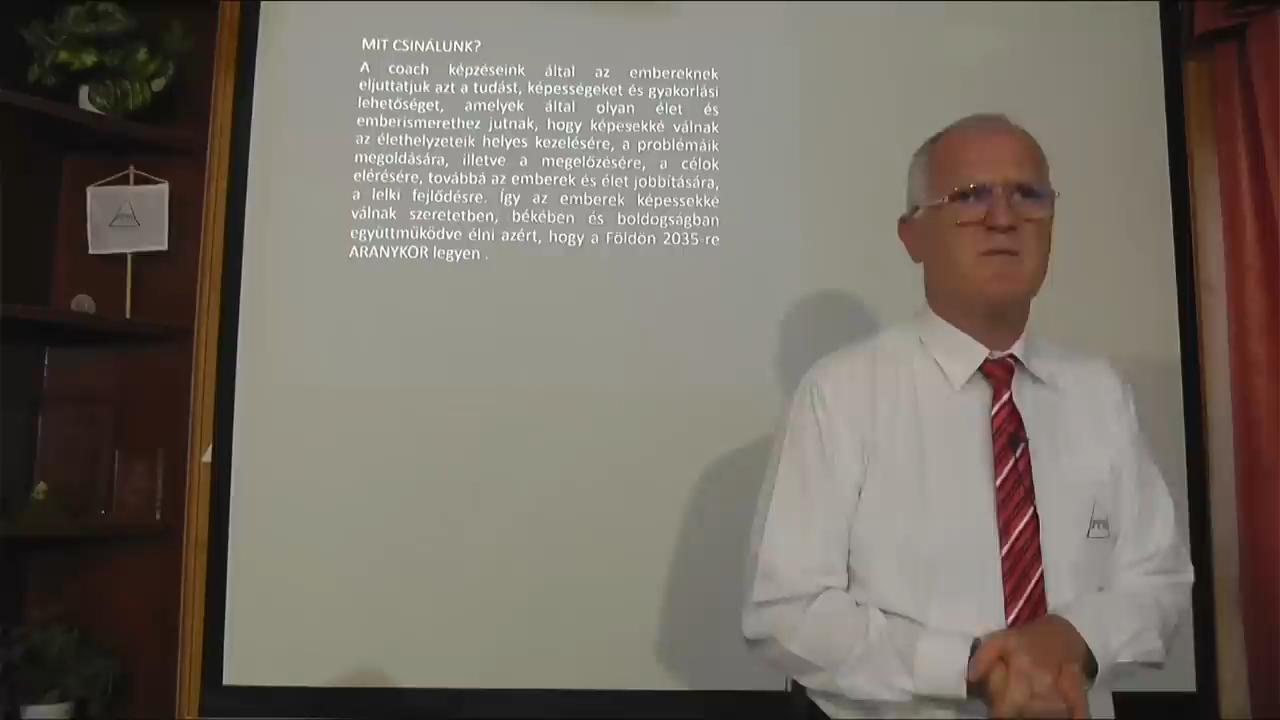 MIT CSINÁLUNK?
A coach képzéseink által az embereknek
eljuttatjuk azt a tudást, képességeket és gyakorlási
lehetőséget, amelyek által olyan élet és
emberismerethez jutnak, hogy képesekké válnak
az élethelyzeteik helyes kezelésére, a problémáik
megoldására, illetve a megelőzésére, a célok
elérésére, továbbá az emberek és élet jobbítására,
a lelki fejlődésre. Így az emberek képessekké
válnak szeretetben, békében és boldogságban
együttműködve élni azért, hogy a Földön 2035-re
ARANYKOR legyen .